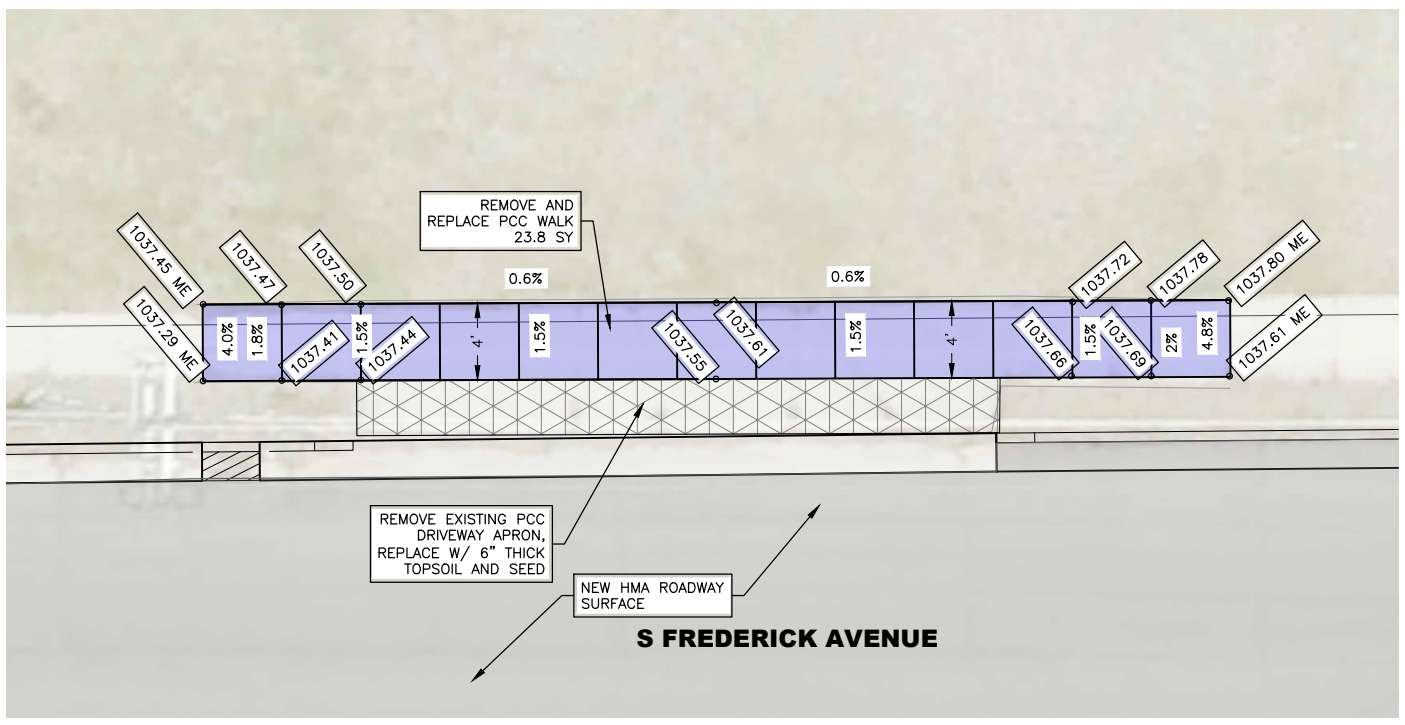 REMOVE AND
REPLACE PCC WALK
23.8 SY
1037.45 ME
1037.47
1037.50
0.6%
0.6%
1037.72
1037.78
1037.80 ME
1037.29 ME
4.0%
1.8%
1037.41
1.5%
1037.44
4'
1.5%
1037.55
1037.61
1.5%
4'
1037.66
1.5%
1037.69
2%
4.8%
1037.61 ME
REMOVE EXISTING PCC
DRIVEWAY APRON,
REPLACE W/ 6" THICK
TOPSOIL AND SEED
NEW HMA ROADWAY
SURFACE
S FREDERICK AVENUE